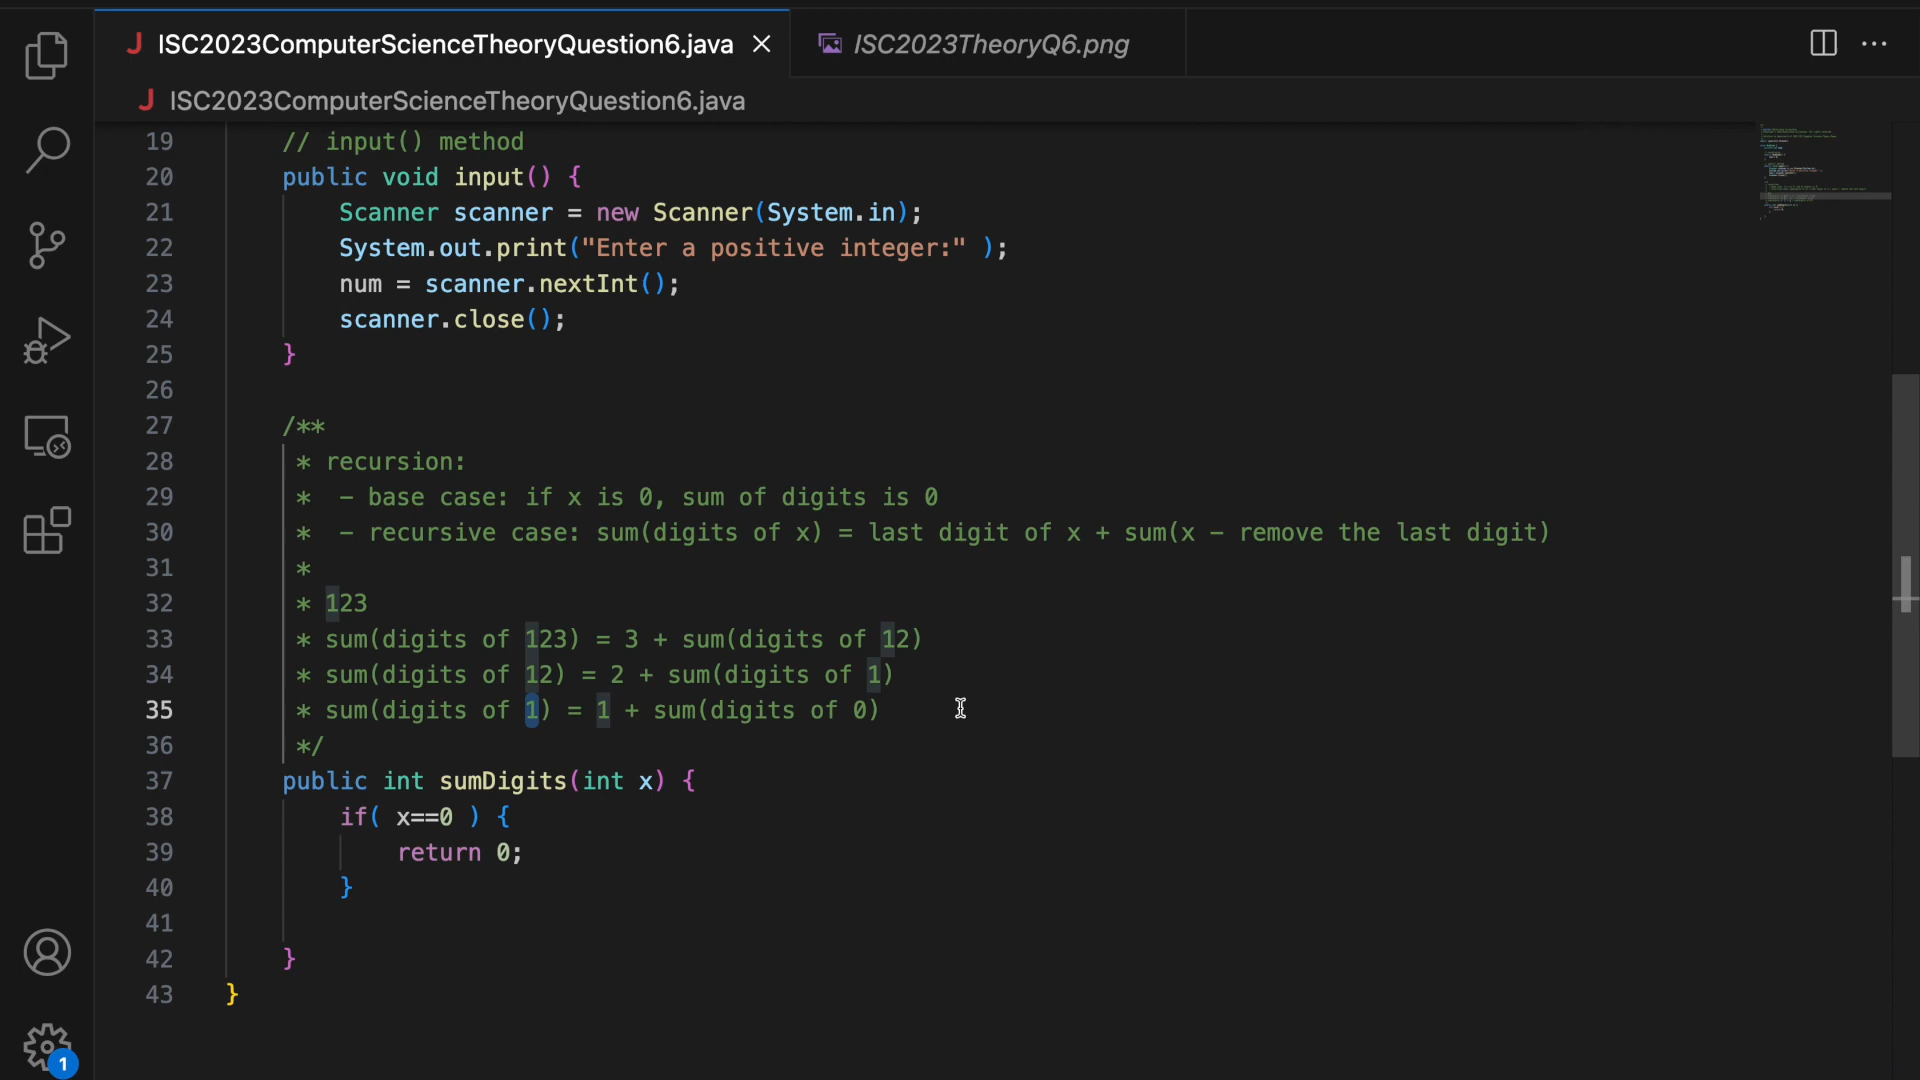 ISC2023ComputerScienceTheoryQuestion6.java
ISC2023TheoryQ6.png
ISC2023ComputerScienceTheoryQuestion6.java
19 // input() method
20 public void input() {
21 Scanner scanner = new Scanner(System.in);
22 System.out.print("Enter a positive integer:" );
23 num = scanner.nextInt();
24 scanner.close();
25 }
26
27 /**
28 * recursion:
29 * - base case: if x is 0, sum of digits is 0
30 * - recursive case: sum(digits of x) = last digit of x + sum(x - remove the last digit)
31 *
32 * 123
33 * sum(digits of 123) = 3 + sum(digits of 12)
34 * sum(digits of 12) = 2 + sum(digits of 1)
35 * sum(digits of 1) = 1 + sum(digits of 0)
36 */
37 public int sumDigits(int x) {
38 if( x==0 ) {
39 return 0;
40 }
41
42 }
43 }
1